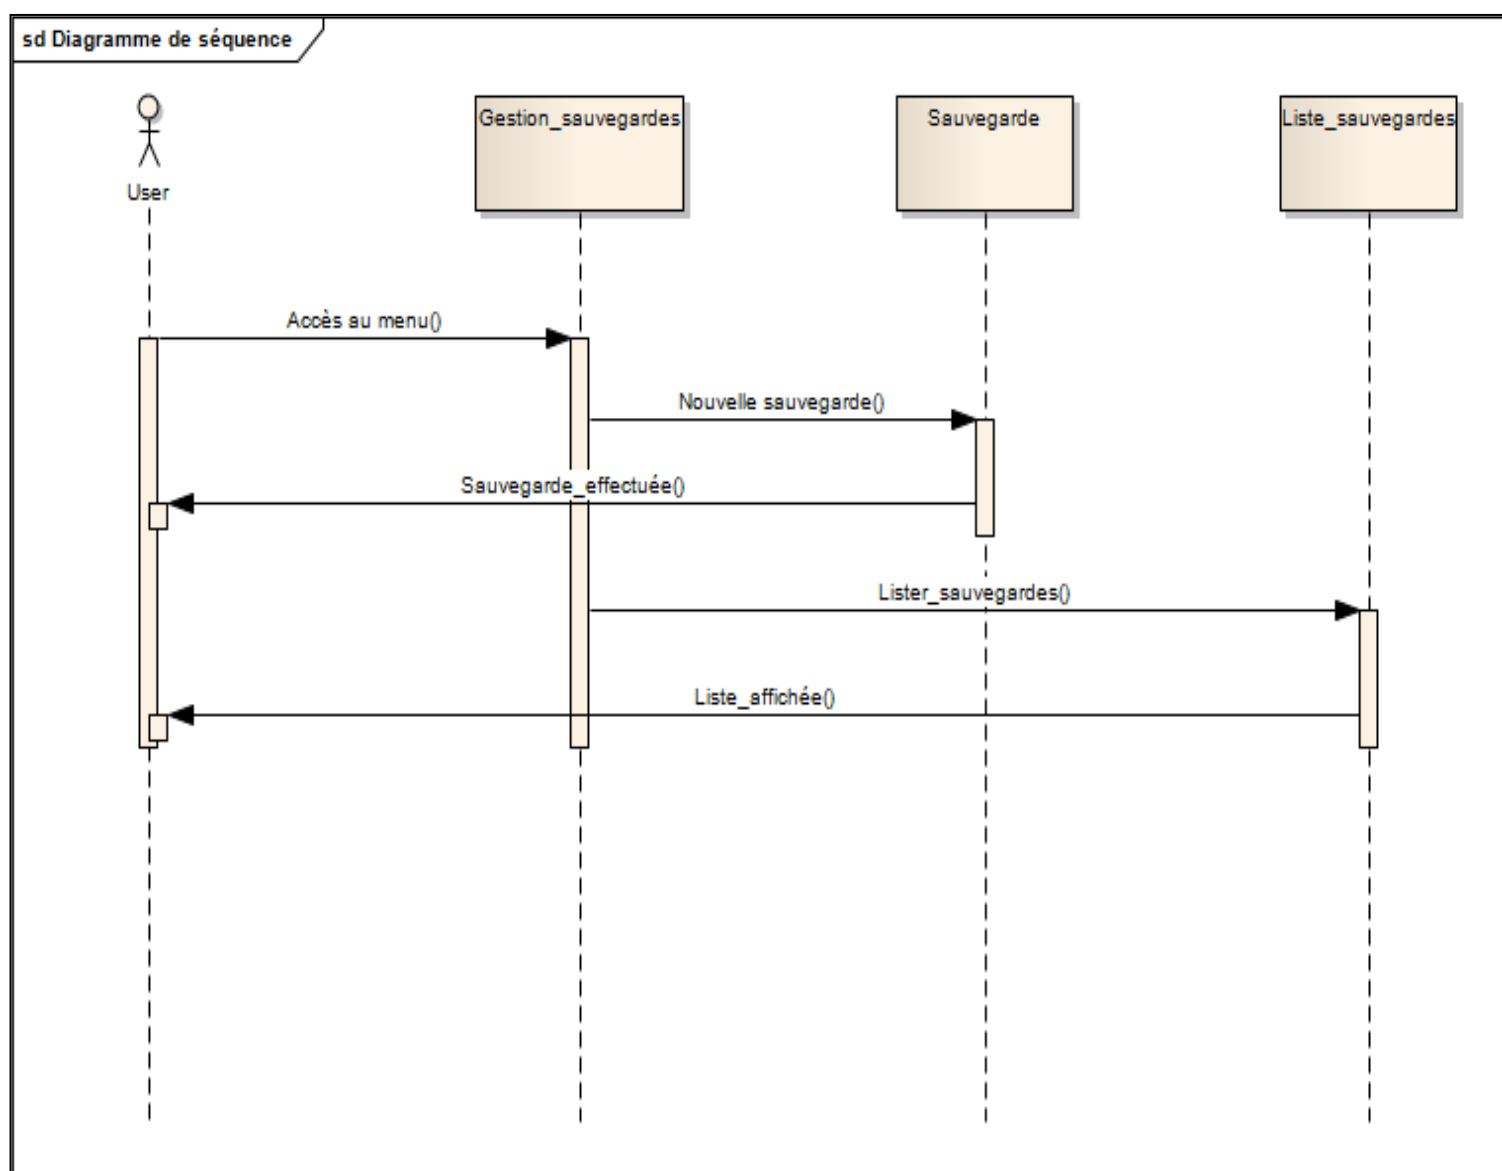 sd Diagramme de séquence
User
Gestion_sauvegardes
Sauvegarde
Liste_sauvegardes
Accès au menu()
Nouvelle sauvegarde()
Sauvegarde_effectuée()
Lister_sauvegardes()
Liste_affichée()